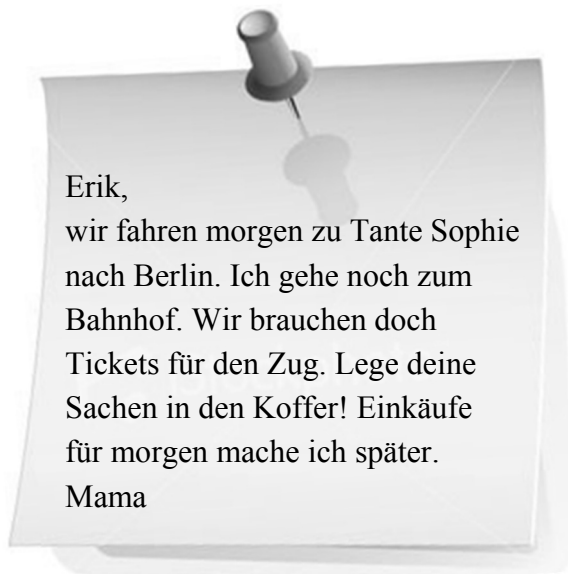 Erik,
wir fahren morgen zu Tante Sophie
nach Berlin. Ich gehe noch zum
Bahnhof. Wir brauchen doch
Tickets für den Zug. Lege deine
Sachen in den Koffer! Einkäufe
für morgen mache ich später.
Mama